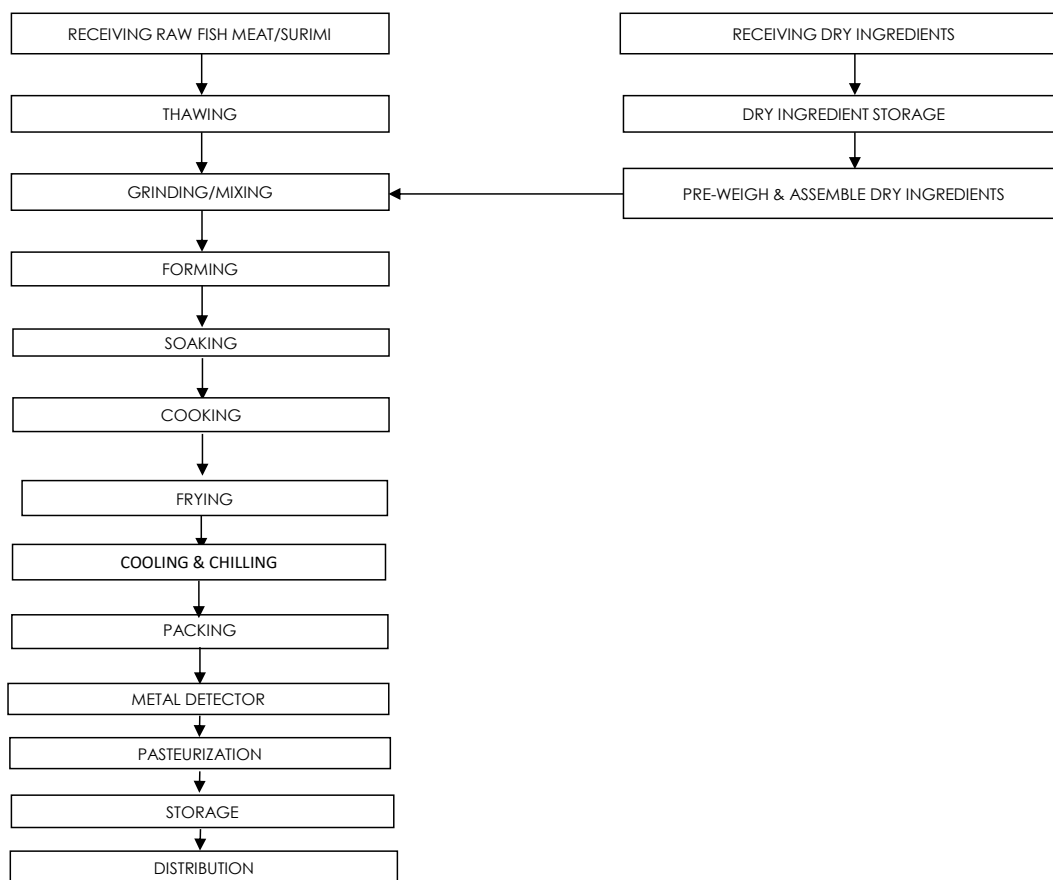 RECEIVING RAW FISH MEAT/SURIMI
RECEIVING DRY INGREDIENTS
THAWING
DRY INGREDIENT STORAGE
GRINDING/MIXING
PRE-WEIGH & ASSEMBLE DRY INGREDIENTS
FORMING
SOAKING
COOKING
FRYING
COOLING & CHILLING
PACKING
METAL DETECTOR
PASTEURIZATION
STORAGE
DISTRIBUTION